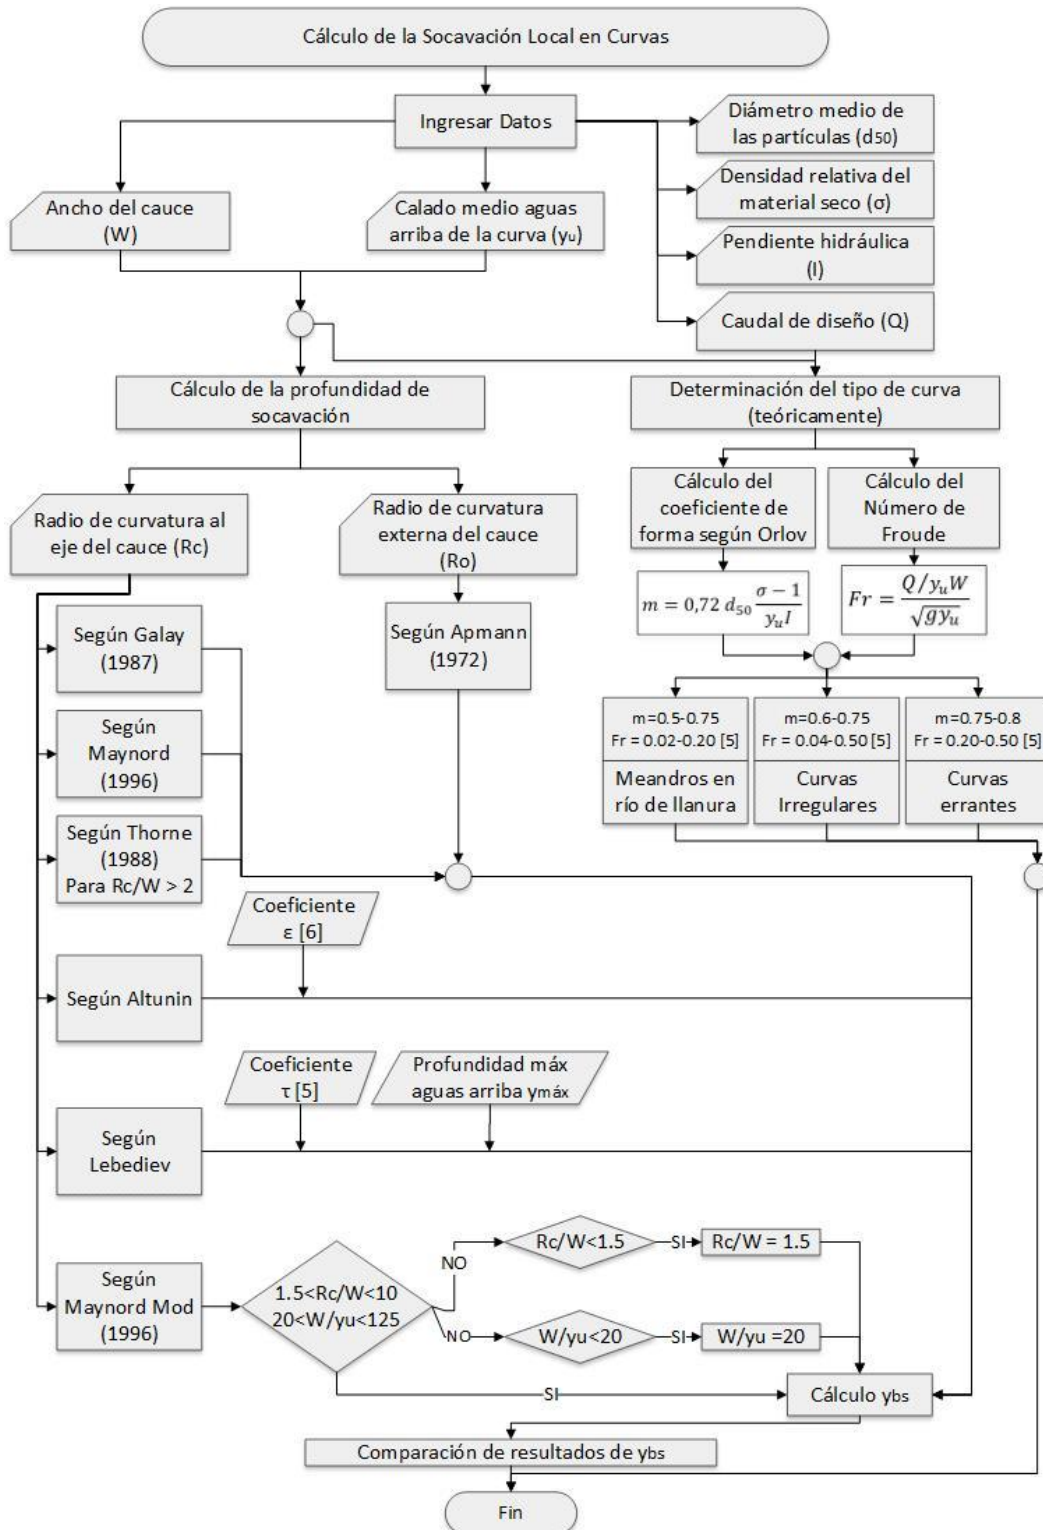 Cálculo de la Socavación Local en Curvas
Ingresar Datos
Diámetro medio de
las partículas (d50)
Densidad relativa del
material seco (σ)
Pendiente hidráulica
(I)
Caudal de diseño (Q)
Ancho del cauce
(W)
Calado medio aguas
arriba de la curva (yu)
Cálculo de la profundidad de
socavación
Determinación del tipo de curva
(teóricamente)
Radio de curvatura al
eje del cauce (Rc)
Radio de curvatura
externa del cauce
(Ro)
Cálculo del
coeficiente de
forma según Orlov
Cálculo del
Número de
Froude
m = 0,72 d50 (σ − 1)/(yu I)
Fr = (Q/yuW)/√(gyu)
Según Galay
(1987)
Según Apmann
(1972)
Según
Maynord
(1996)
m=0.5-0.75
Fr = 0.02-0.20 [5]
Meandros en
río de llanura
m=0.6-0.75
Fr = 0.04-0.50 [5]
Curvas
Irregulares
m=0.75-0.8
Fr = 0.20-0.50 [5]
Curvas
errantes
Según Thorne
(1988)
Para Rc/W > 2
Coeficiente
ε [6]
Según Altunin
Coeficiente
τ [5]
Profundidad máx
aguas arriba ymáx
Según
Lebediev
Según
Maynord Mod
(1996)
1.5<Rc/W<10
20<W/yu<125
NO
Rc/W<1.5
SI
Rc/W = 1.5
NO
W/yu<20
SI
W/yu =20
SI
Cálculo ybs
Comparación de resultados de ybs
Fin